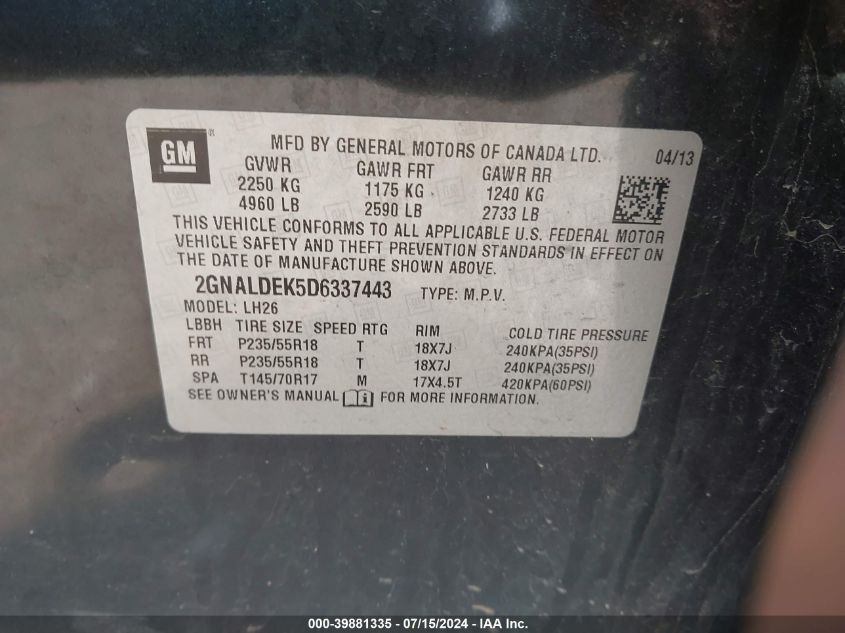 GM ®
MFD BY GENERAL MOTORS OF CANADA LTD. 04/13
GVWR GAWR FRT GAWR RR
2250 KG 1175 KG 1240 KG
4960 LB 2590 LB 2733 LB
THIS VEHICLE CONFORMS TO ALL APPLICABLE U.S. FEDERAL MOTOR
VEHICLE SAFETY AND THEFT PREVENTION STANDARDS IN EFFECT ON
THE DATE OF MANUFACTURE SHOWN ABOVE.
2GNALDEK5D6337443 TYPE: M.P.V.
MODEL: LH26
LBBH TIRE SIZE SPEED RTG RIM COLD TIRE PRESSURE
FRT P235/55R18 T 18X7J 240KPA(35PSI)
RR P235/55R18 T 18X7J 240KPA(35PSI)
SPA T145/70R17 M 17X4.5T 420KPA(60PSI)
SEE OWNER'S MANUAL FOR MORE INFORMATION.
000-39881335 - 07/15/2024 - IAA Inc.